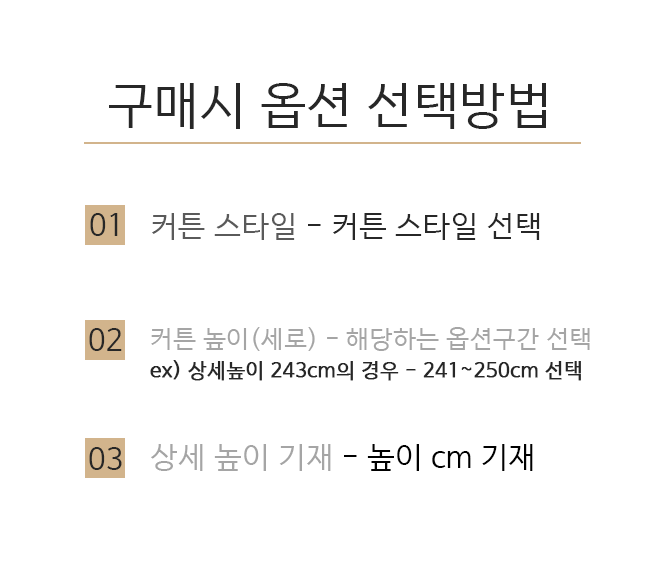 구매시 옵션 선택방법
01 커튼 스타일 - 커튼 스타일 선택
02 커튼 높이(세로) - 해당하는 옵션구간 선택
ex) 상세높이 243cm의 경우 - 241~250cm 선택
03 상세 높이 기재 - 높이 cm 기재